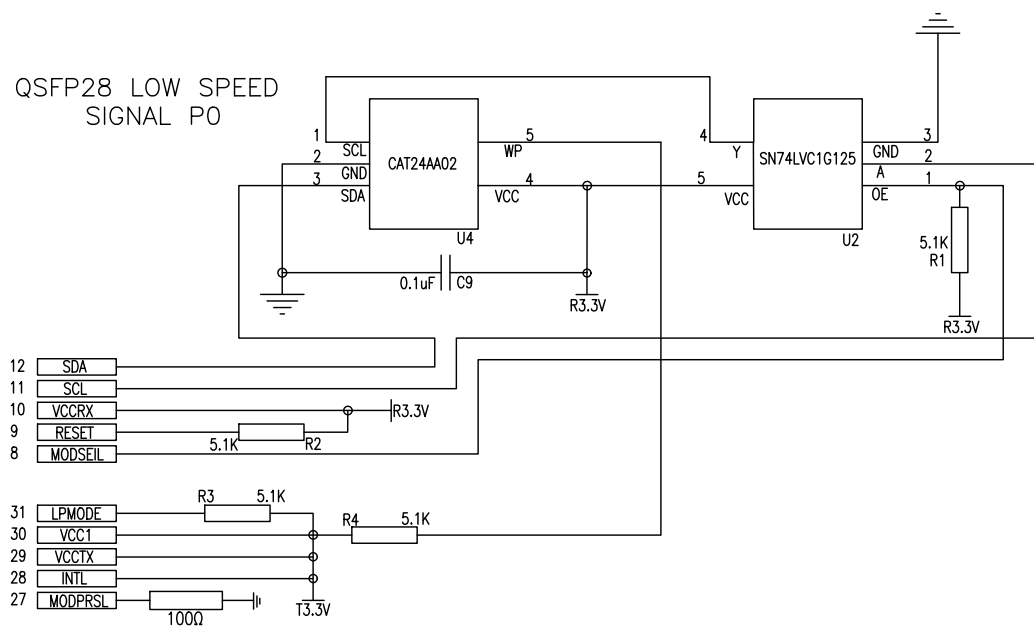 QSFP28 LOW SPEED
SIGNAL P0
1 SCL
2 GND
3 SDA
CAT24AA02
U4
5 WP
4 VCC
4 Y
5 VCC
SN74LVC1G125
U2
3 GND
2 A
1 OE
5.1K
R1
R3.3V
0.1uF C9
R3.3V
12 SDA
11 SCL
10 VCCRX
R3.3V
9 RESET
5.1K R2
8 MODSEIL
31 LPMODE
R3 5.1K
30 VCC1
R4 5.1K
29 VCCTX
28 INTL
27 MODPRSL
100Ω
T3.3V